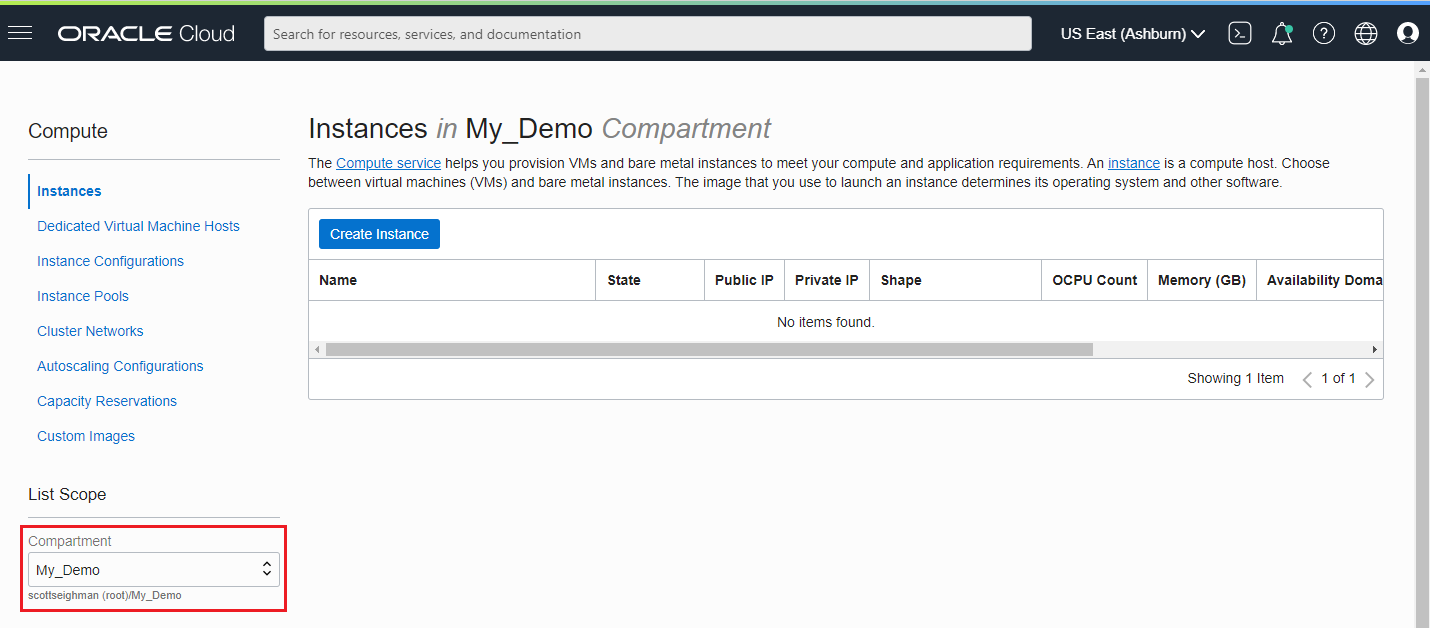 ORACLE Cloud
Search for resources, services, and documentation
US East (Ashburn)
Compute
Instances
Dedicated Virtual Machine Hosts
Instance Configurations
Instance Pools
Cluster Networks
Autoscaling Configurations
Capacity Reservations
Custom Images
List Scope
Compartment
My_Demo
scottseighman (root)/My_Demo
Instances in My_Demo Compartment
The Compute service helps you provision VMs and bare metal instances to meet your compute and application requirements. An instance is a compute host. Choose
between virtual machines (VMs) and bare metal instances. The image that you use to launch an instance determines its operating system and other software.
Create Instance
Name State Public IP Private IP Shape OCPU Count Memory (GB) Availability Doma
No items found.
Showing 1 Item 1 of 1